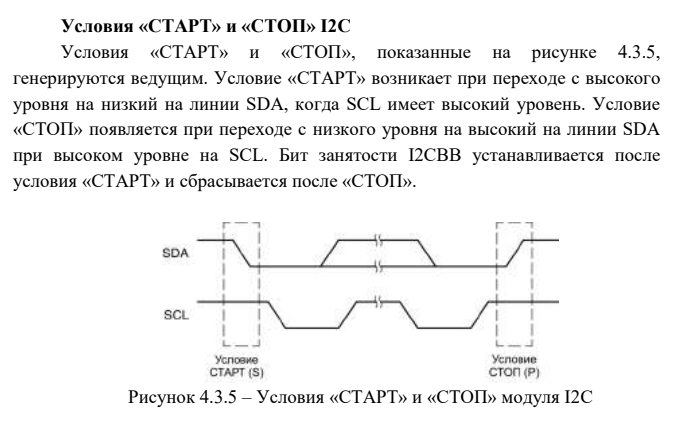 Условия «СТАРТ» и «СТОП» I2C
Условия «СТАРТ» и «СТОП», показанные на рисунке 4.3.5,
генерируются ведущим. Условие «СТАРТ» возникает при переходе с высокого
уровня на низкий на линии SDA, когда SCL имеет высокий уровень. Условие
«СТОП» появляется при переходе с низкого уровня на высокий на линии SDA
при высоком уровне на SCL. Бит занятости I2CBB устанавливается после
условия «СТАРТ» и сбрасывается после «СТОП».
SDA
SCL
Условие
СТАРТ (S)
Условие
СТОП (P)
Рисунок 4.3.5 – Условия «СТАРТ» и «СТОП» модуля I2C